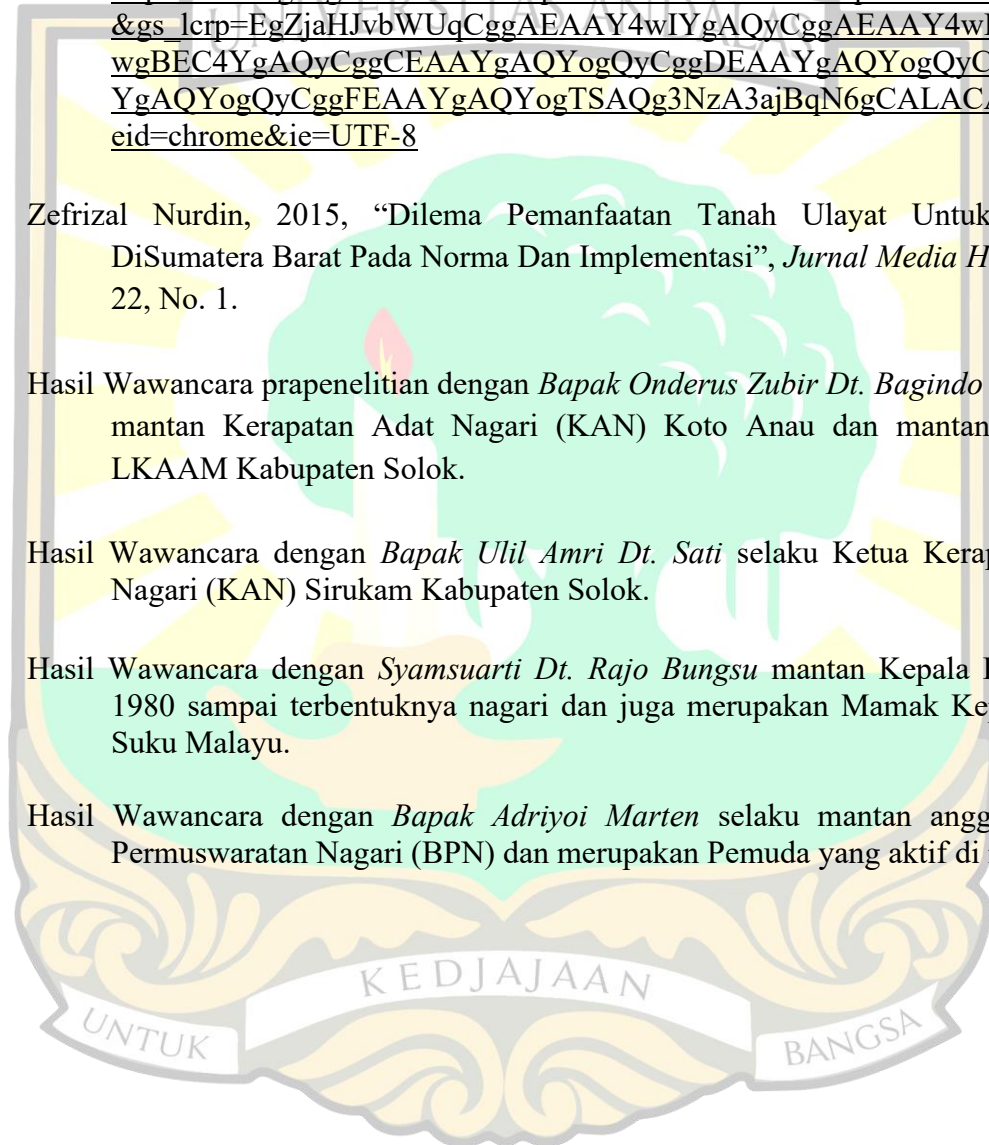 UNIVERSITAS ANDALAS
&gs_lcrp=EgZjaHJvbWUqCggAEAAY4wIYgAQyCggAEAAY4wI
wgBEC4YgAQyCggCEAAYgAQYogQyCggDEAAYgAQYogQyC
YgAQYogQyCggFEAAYgAQYogTSAQg3NzA3ajBqN6gCALACA
eid=chrome&ie=UTF-8
Zefrizal Nurdin, 2015, “Dilema Pemanfaatan Tanah Ulayat Untuk
DiSumatera Barat Pada Norma Dan Implementasi”, Jurnal Media H
22, No. 1.
Hasil Wawancara prapenelitian dengan Bapak Onderus Zubir Dt. Bagindo
mantan Kerapatan Adat Nagari (KAN) Koto Anau dan mantan
LKAAM Kabupaten Solok.
Hasil Wawancara dengan Bapak Ulil Amri Dt. Sati selaku Ketua Kerap
Nagari (KAN) Sirukam Kabupaten Solok.
Hasil Wawancara dengan Syamsuarti Dt. Rajo Bungsu mantan Kepala
1980 sampai terbentuknya nagari dan juga merupakan Mamak Kep
Suku Malayu.
Hasil Wawancara dengan Bapak Adriyoi Marten selaku mantan angg
Permuswaratan Nagari (BPN) dan merupakan Pemuda yang aktif di
UNTUK KEDJAJAAN BANGSA